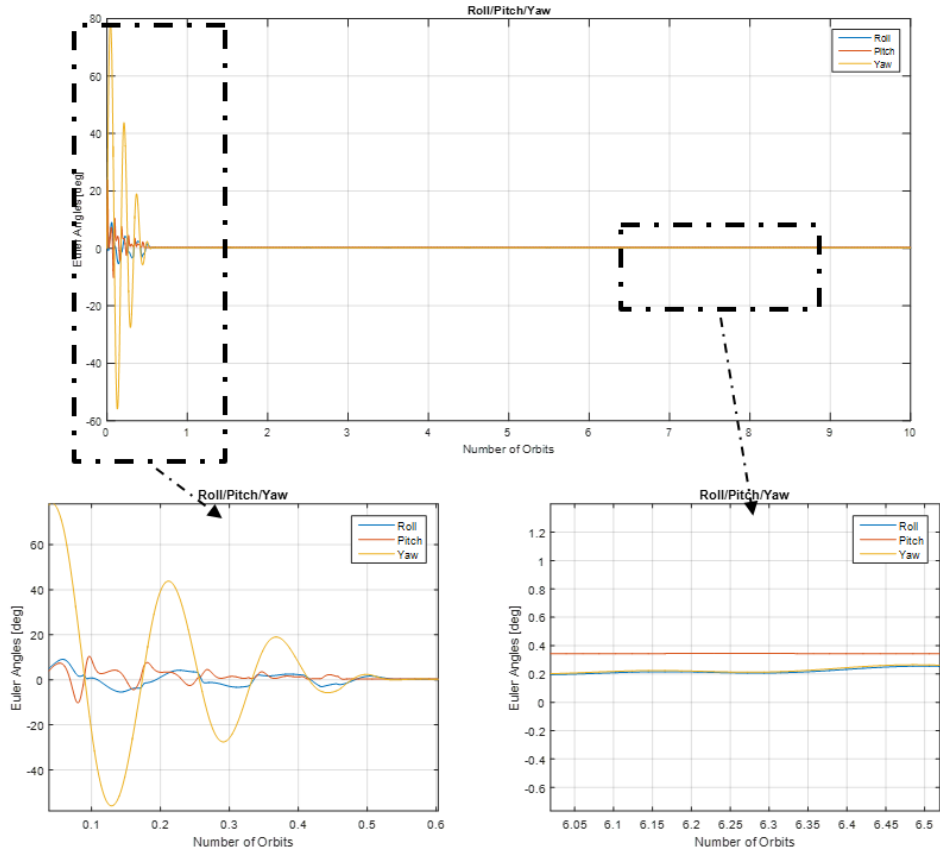 Roll/Pitch/Yaw
80
60
40
20
0
-20
-40
-60
Euler Angles [deg]
Roll
Pitch
Yaw
0 1 2 3 4 5 6 7 8 9 10
Number of Orbits
Roll/Pitch/Yaw
60
40
20
0
-20
-40
Euler Angles [deg]
Roll
Pitch
Yaw
0.1 0.2 0.3 0.4 0.5 0.6
Number of Orbits
Roll/Pitch/Yaw
1.4
1.2
1
0.8
0.6
0.4
0.2
0
-0.2
-0.4
-0.6
Euler Angles [deg]
Roll
Pitch
Yaw
6.05 6.1 6.15 6.2 6.25 6.3 6.35 6.4 6.45 6.5
Number of Orbits